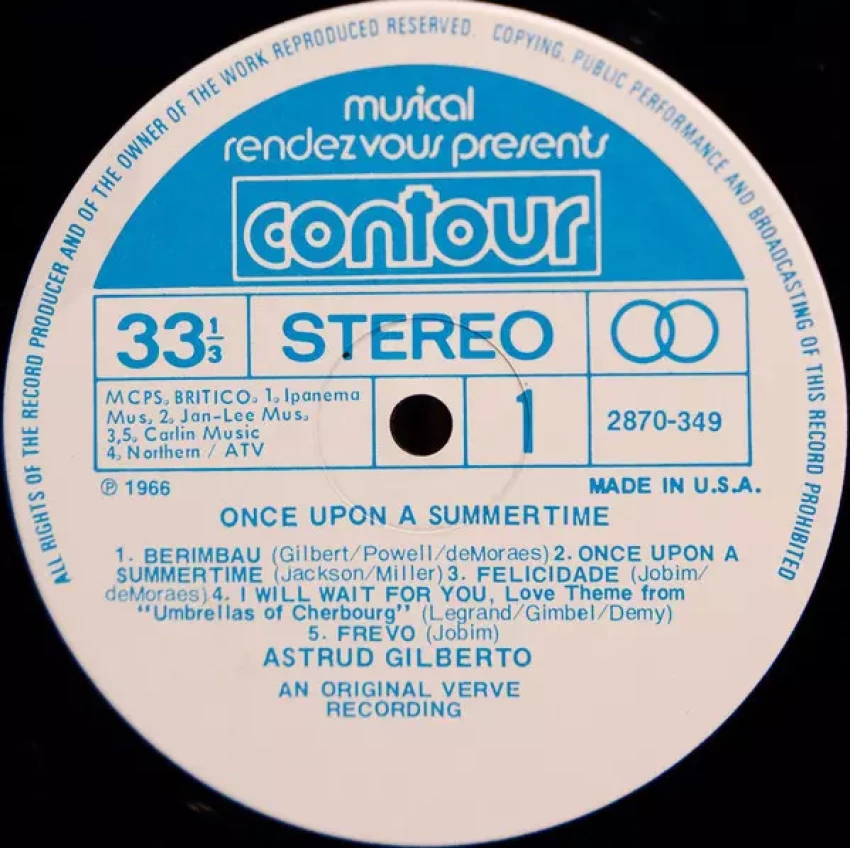 ALL RIGHTS OF THE RECORD PRODUCER AND OF THE OWNER OF THE WORK REPRODUCED RESERVED. COPYING, PUBLIC PERFORMANCE AND BROADCASTING OF THIS RECORD PROHIBITED
musical
rendezvous presents
contour
33 1/3
STEREO
MCPS, BRITICO, 1, Ipanema
Mus, 2, Jan-Lee Mus,
3,5, Carlin Music
4, Northern / ATV
1
2870-349
℗ 1966
MADE IN U.S.A.
ONCE UPON A SUMMERTIME
1. BERIMBAU (Gilbert/Powell/deMoraes) 2. ONCE UPON A
SUMMERTIME (Jackson/Miller) 3. FELICIDADE (Jobim/
deMoraes) 4. I WILL WAIT FOR YOU, Love Theme from
"Umbrellas of Cherbourg" (Legrand/Gimbel/Demy)
5. FREVO (Jobim)
ASTRUD GILBERTO
AN ORIGINAL VERVE
RECORDING